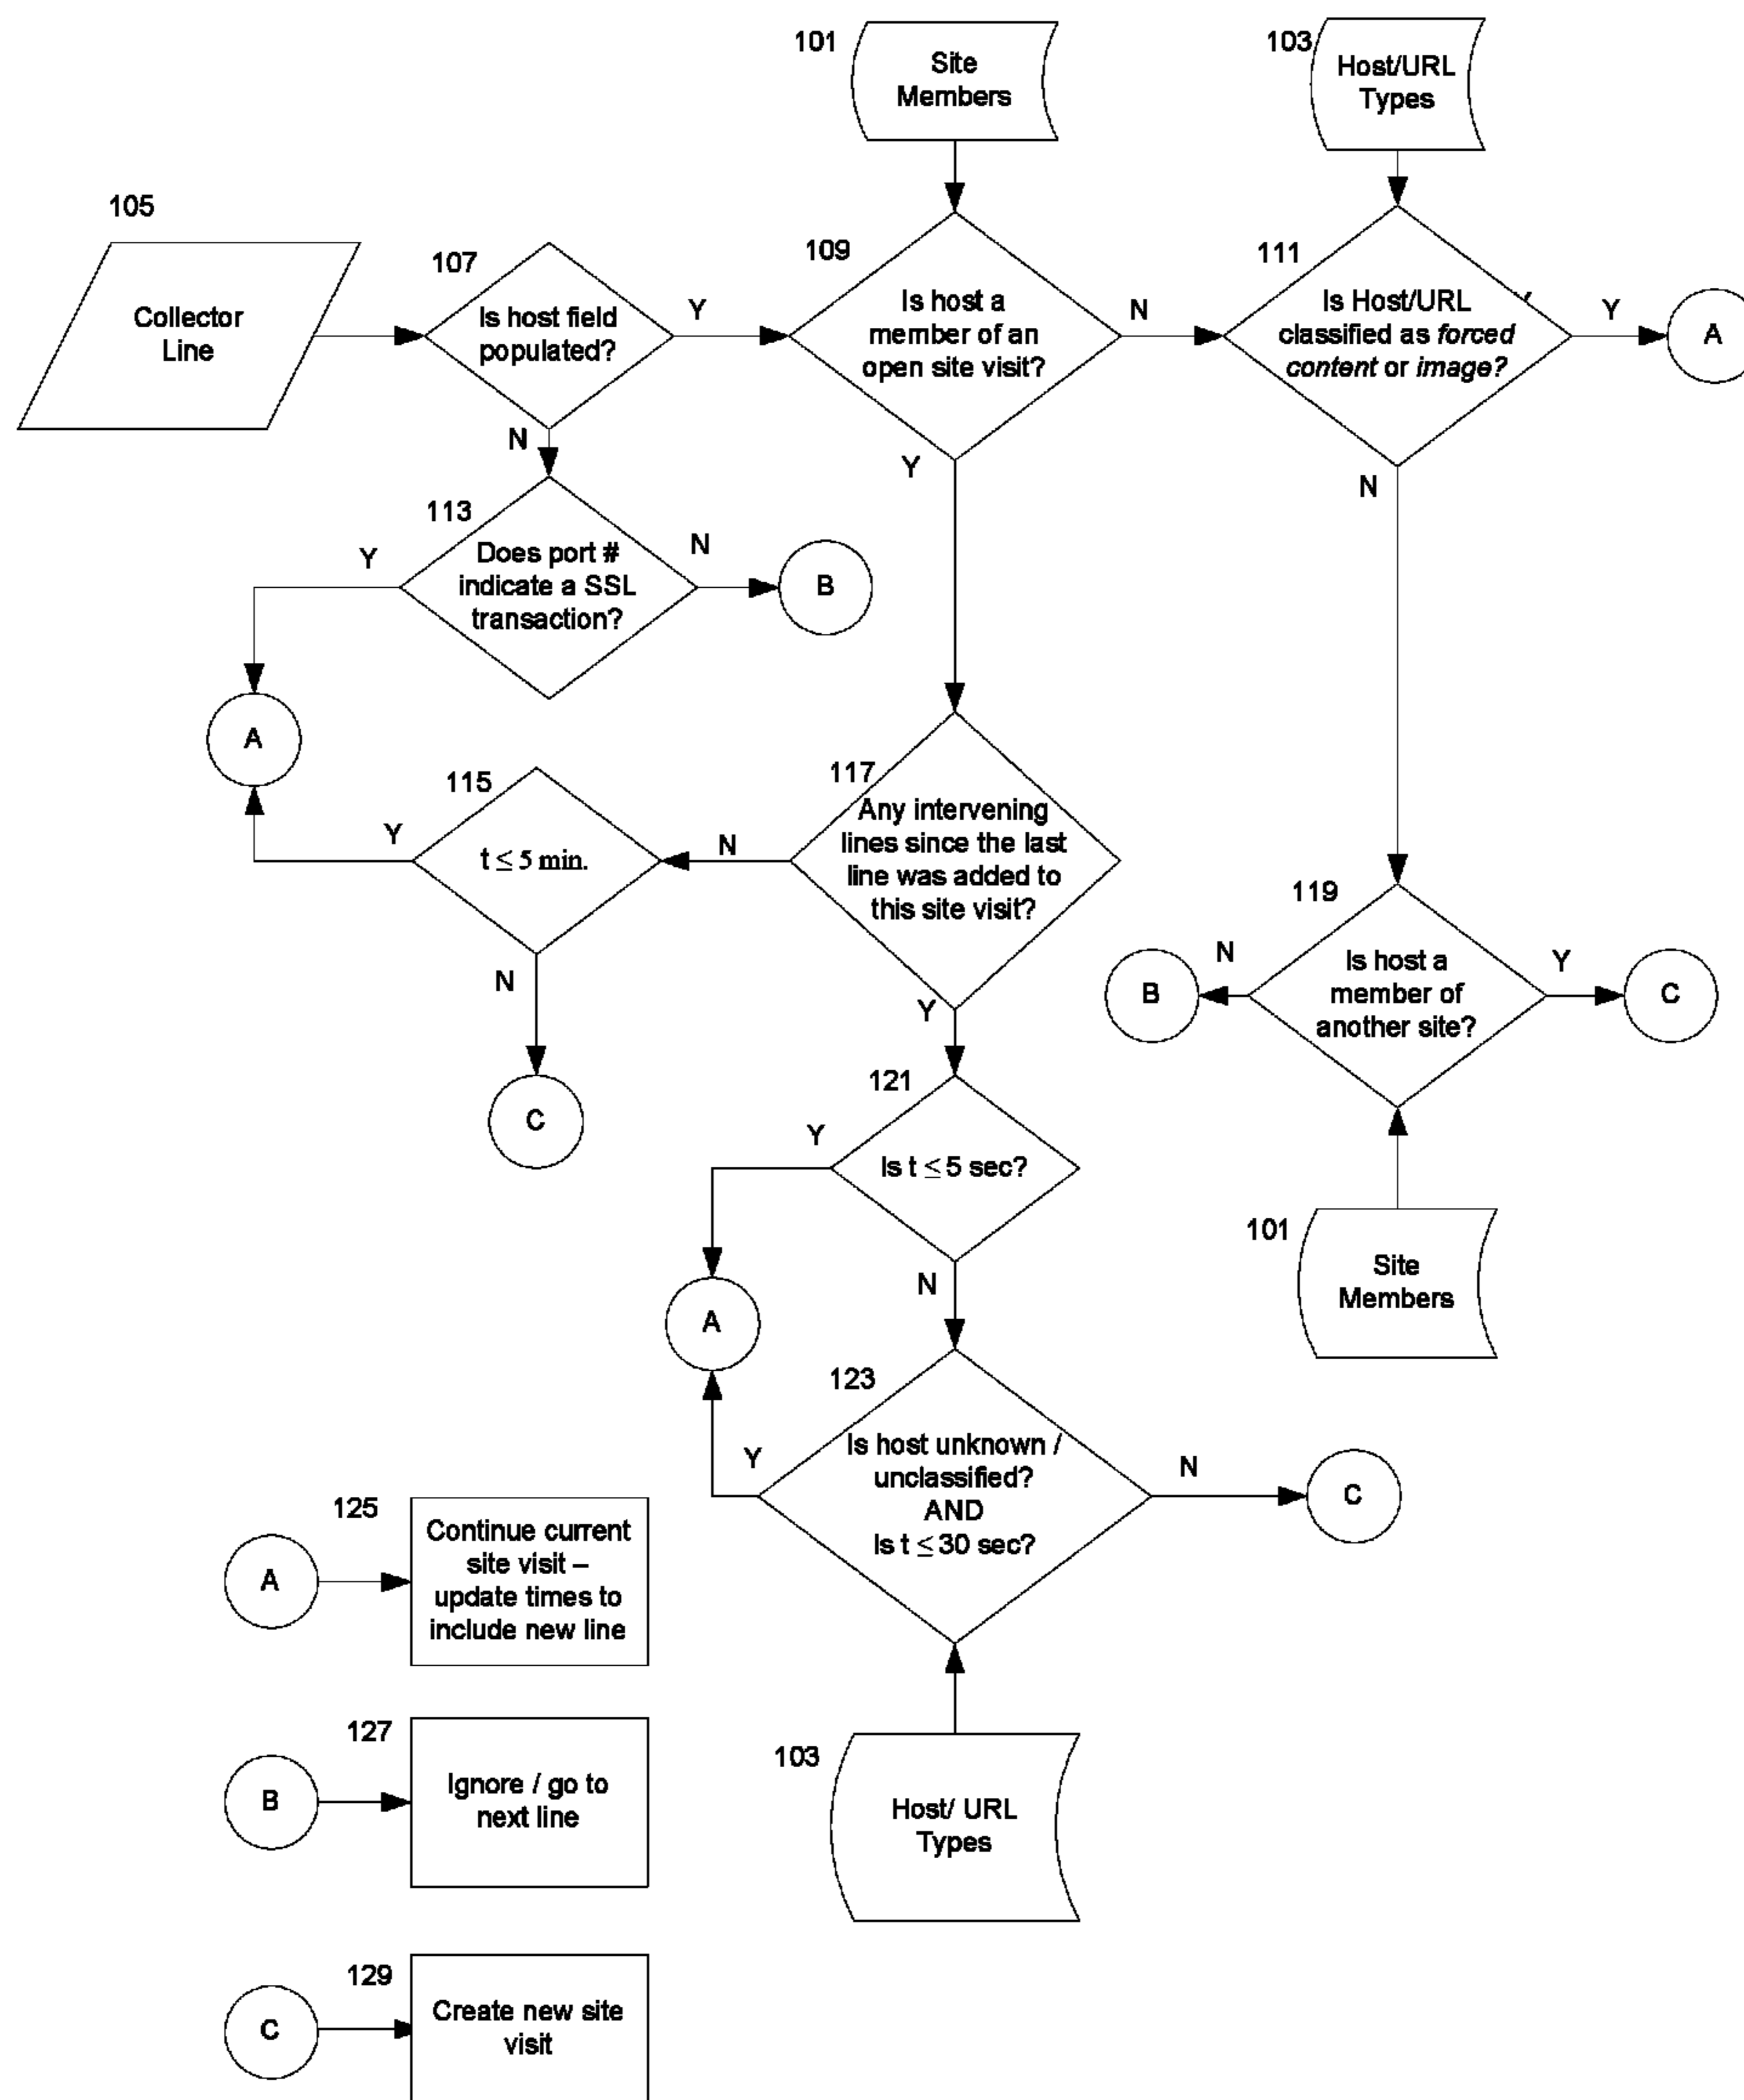 101
Site
Members
103
Host/URL
Types
105
Collector
Line
107
Is host field
populated?
Y
N
109
Is host a
member of an
open site visit?
N
Y
111
Is Host/URL
classified as forced
content or image?
Y
A
N
113
Does port #
indicate a SSL
transaction?
Y
N
B
A
115
t ≤ 5 min.
Y
N
C
117
Any intervening
lines since the last
line was added to
this site visit?
N
Y
119
Is host a
member of
another site?
N
B
Y
C
101
Site
Members
121
Is t ≤ 5 sec?
Y
N
A
123
Is host unknown /
unclassified?
AND
Is t ≤ 30 sec?
Y
N
C
103
Host/ URL
Types
A
125
Continue current
site visit –
update times to
include new line
B
127
Ignore / go to
next line
C
129
Create new site
visit